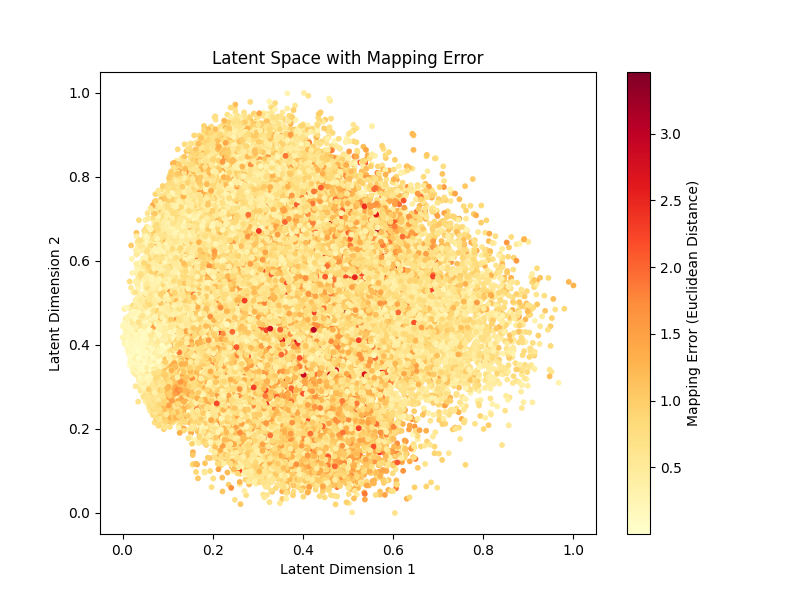 Latent Space with Mapping Error
1.0
0.8
0.6
0.4
0.2
0.0
Latent Dimension 2
0.0 0.2 0.4 0.6 0.8 1.0
Latent Dimension 1
3.0
2.5
2.0
1.5
1.0
0.5
Mapping Error (Euclidean Distance)